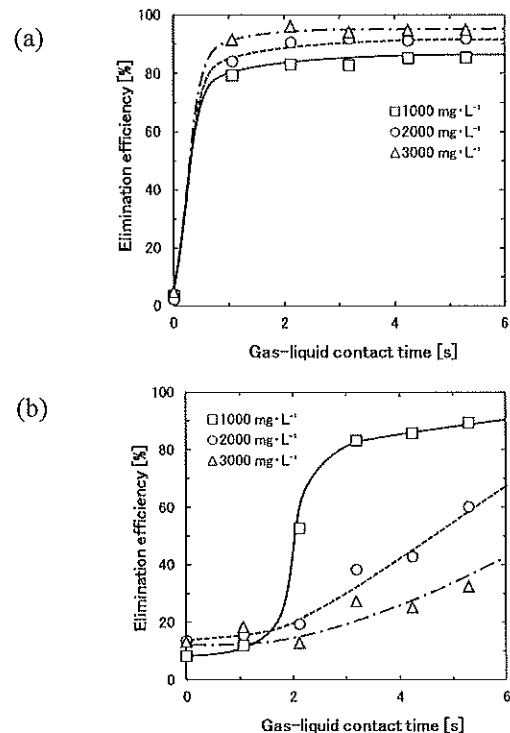 (a)
100
80
60
40
20
0
Elimination efficiency [%]
1000 mg·L⁻¹
2000 mg·L⁻¹
3000 mg·L⁻¹
0 2 4 6
Gas-liquid contact time [s]
(b)
100
80
60
40
20
0
Elimination efficiency [%]
1000 mg·L⁻¹
2000 mg·L⁻¹
3000 mg·L⁻¹
0 2 4 6
Gas-liquid contact time [s]